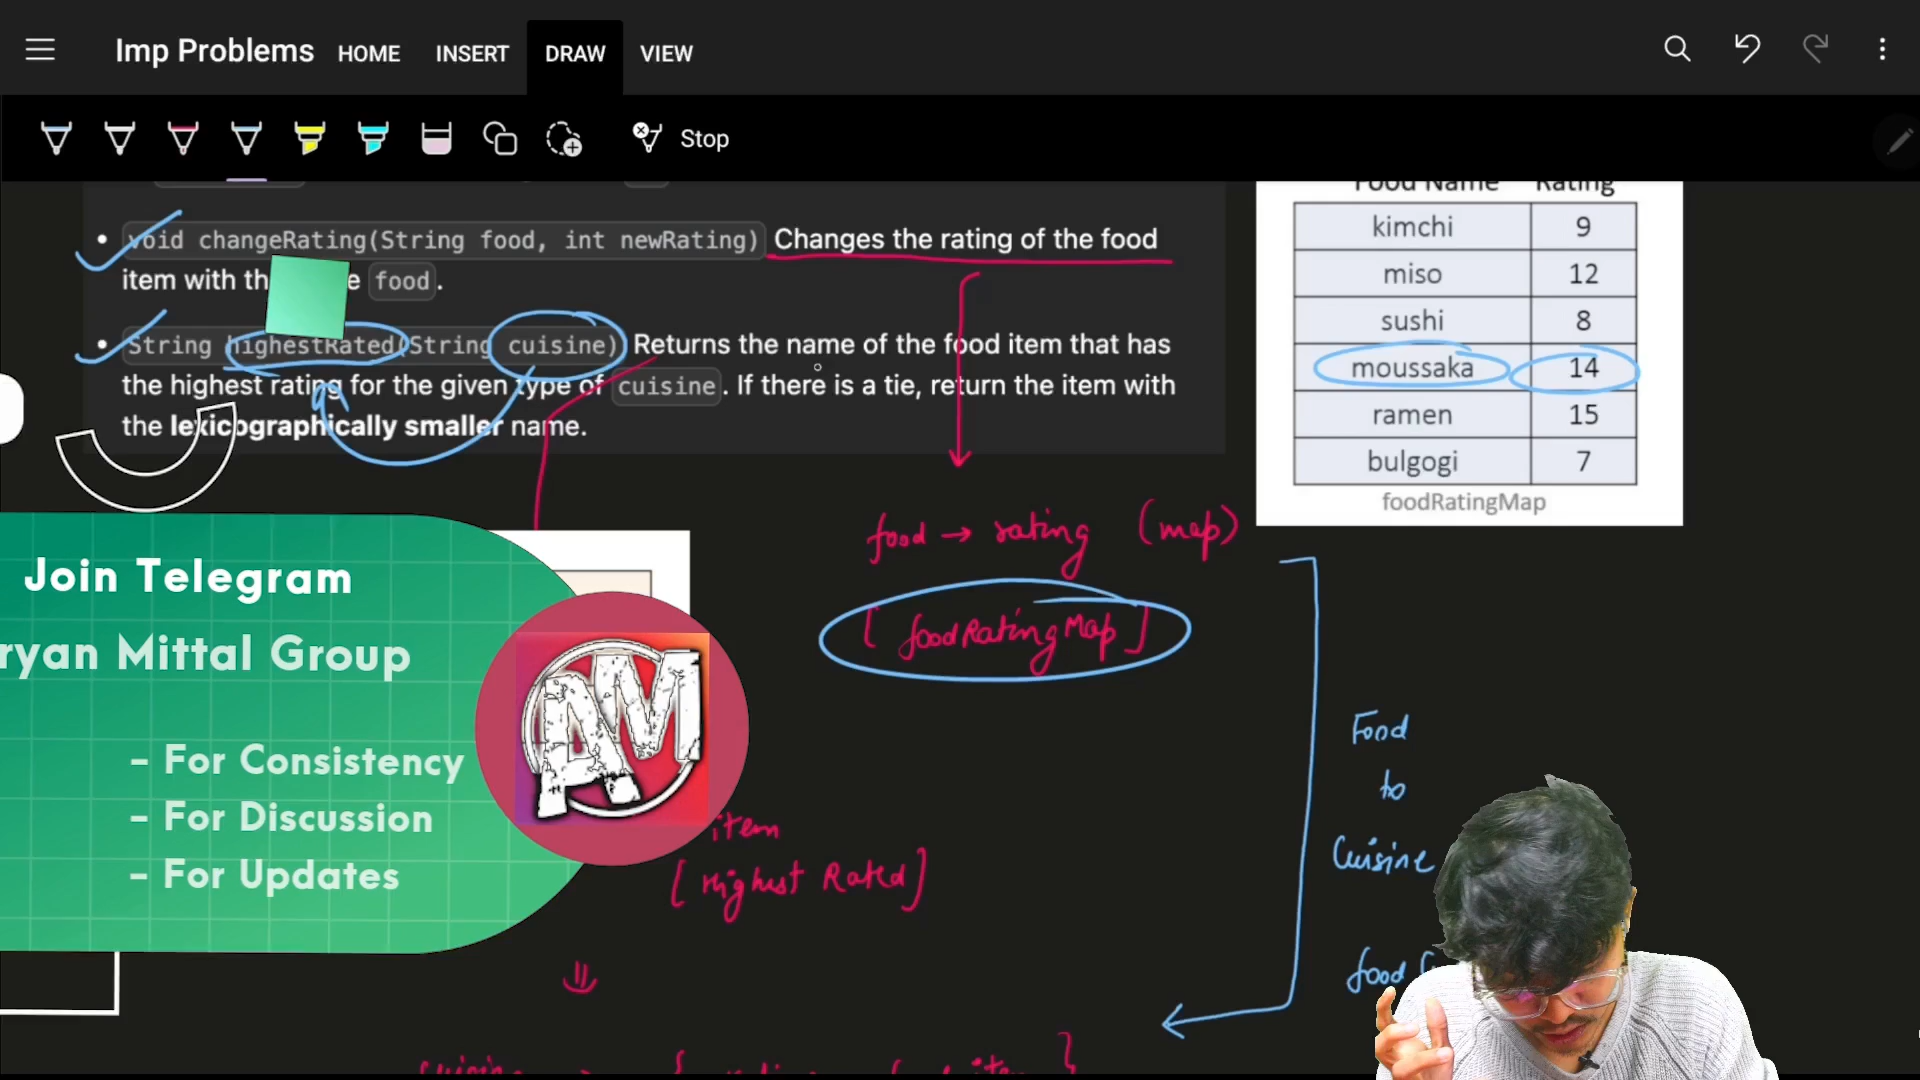 Imp Problems HOME INSERT DRAW VIEW
Stop
void changeRating(String food, int newRating) Changes the rating of the food
item with th e food.
String highestRated(String cuisine) Returns the name of the food item that has
the highest rating for the given type of cuisine. If there is a tie, return the item with
the lexicographically smaller name.
Food Name Rating
kimchi 9
miso 12
sushi 8
moussaka 14
ramen 15
bulgogi 7
foodRatingMap
food → rating (map)
[ foodRatingMap ]
Join Telegram
ryan Mittal Group
- For Consistency
- For Discussion
- For Updates
AM
item
[ Highest Rated ]
Food
to
Cuisine
food